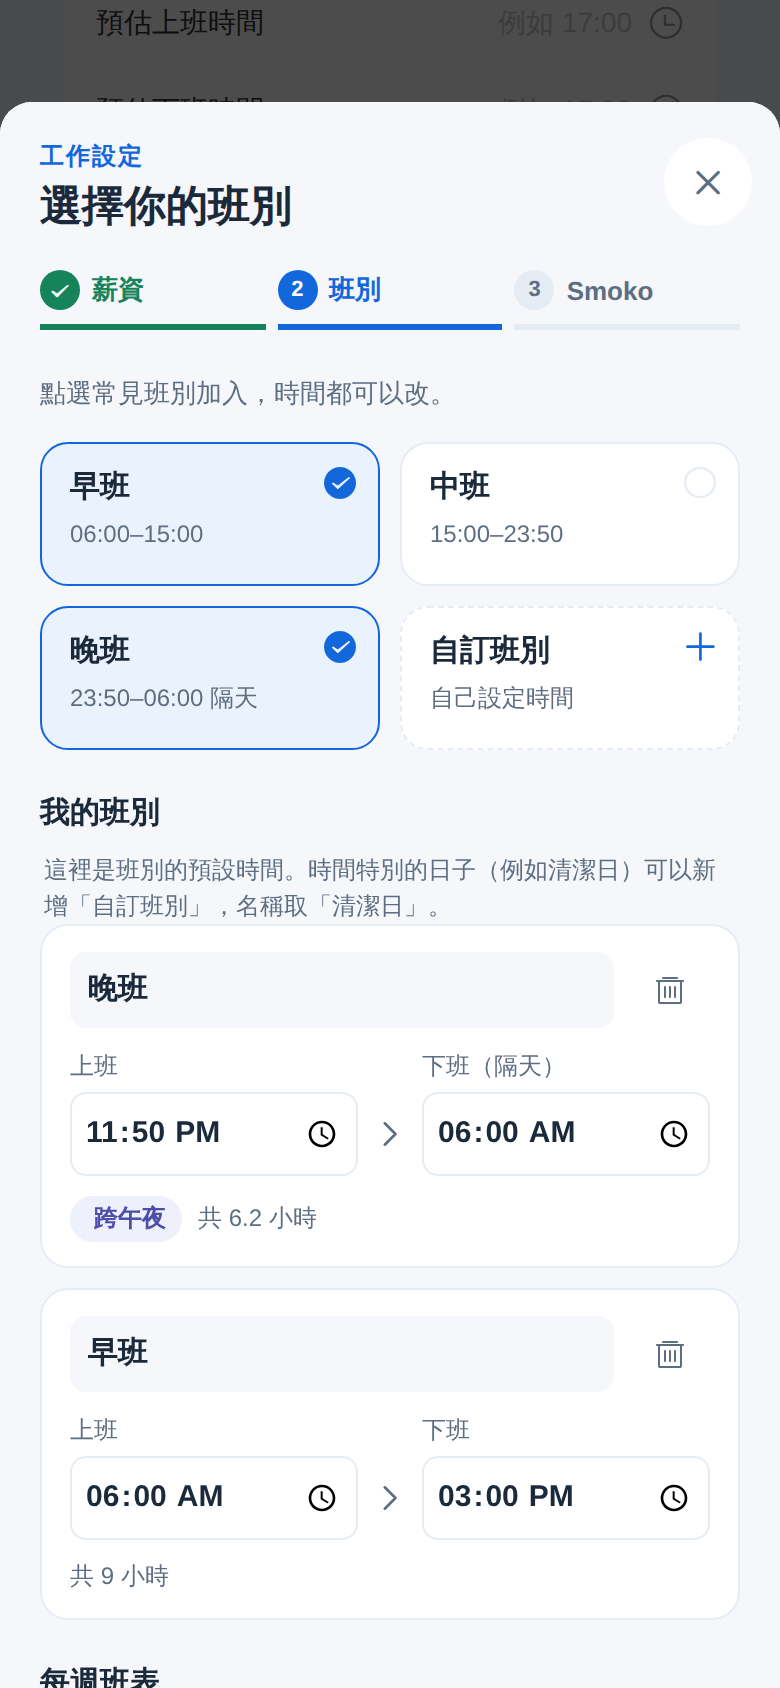 預估上班時間 例如 17:00
工作設定
選擇你的班別
薪資 2 班別 3 Smoko
點選常見班別加入，時間都可以改。
早班 中班
06:00–15:00 15:00–23:50
晚班 自訂班別
23:50–06:00 隔天 自己設定時間
我的班別
這裡是班別的預設時間。時間特別的日子（例如清潔日）可以新
增「自訂班別」，名稱取「清潔日」。
晚班
上班 下班（隔天）
11:50 PM 06:00 AM
跨午夜 共 6.2 小時
早班
上班 下班
06:00 AM 03:00 PM
共 9 小時
每週班表